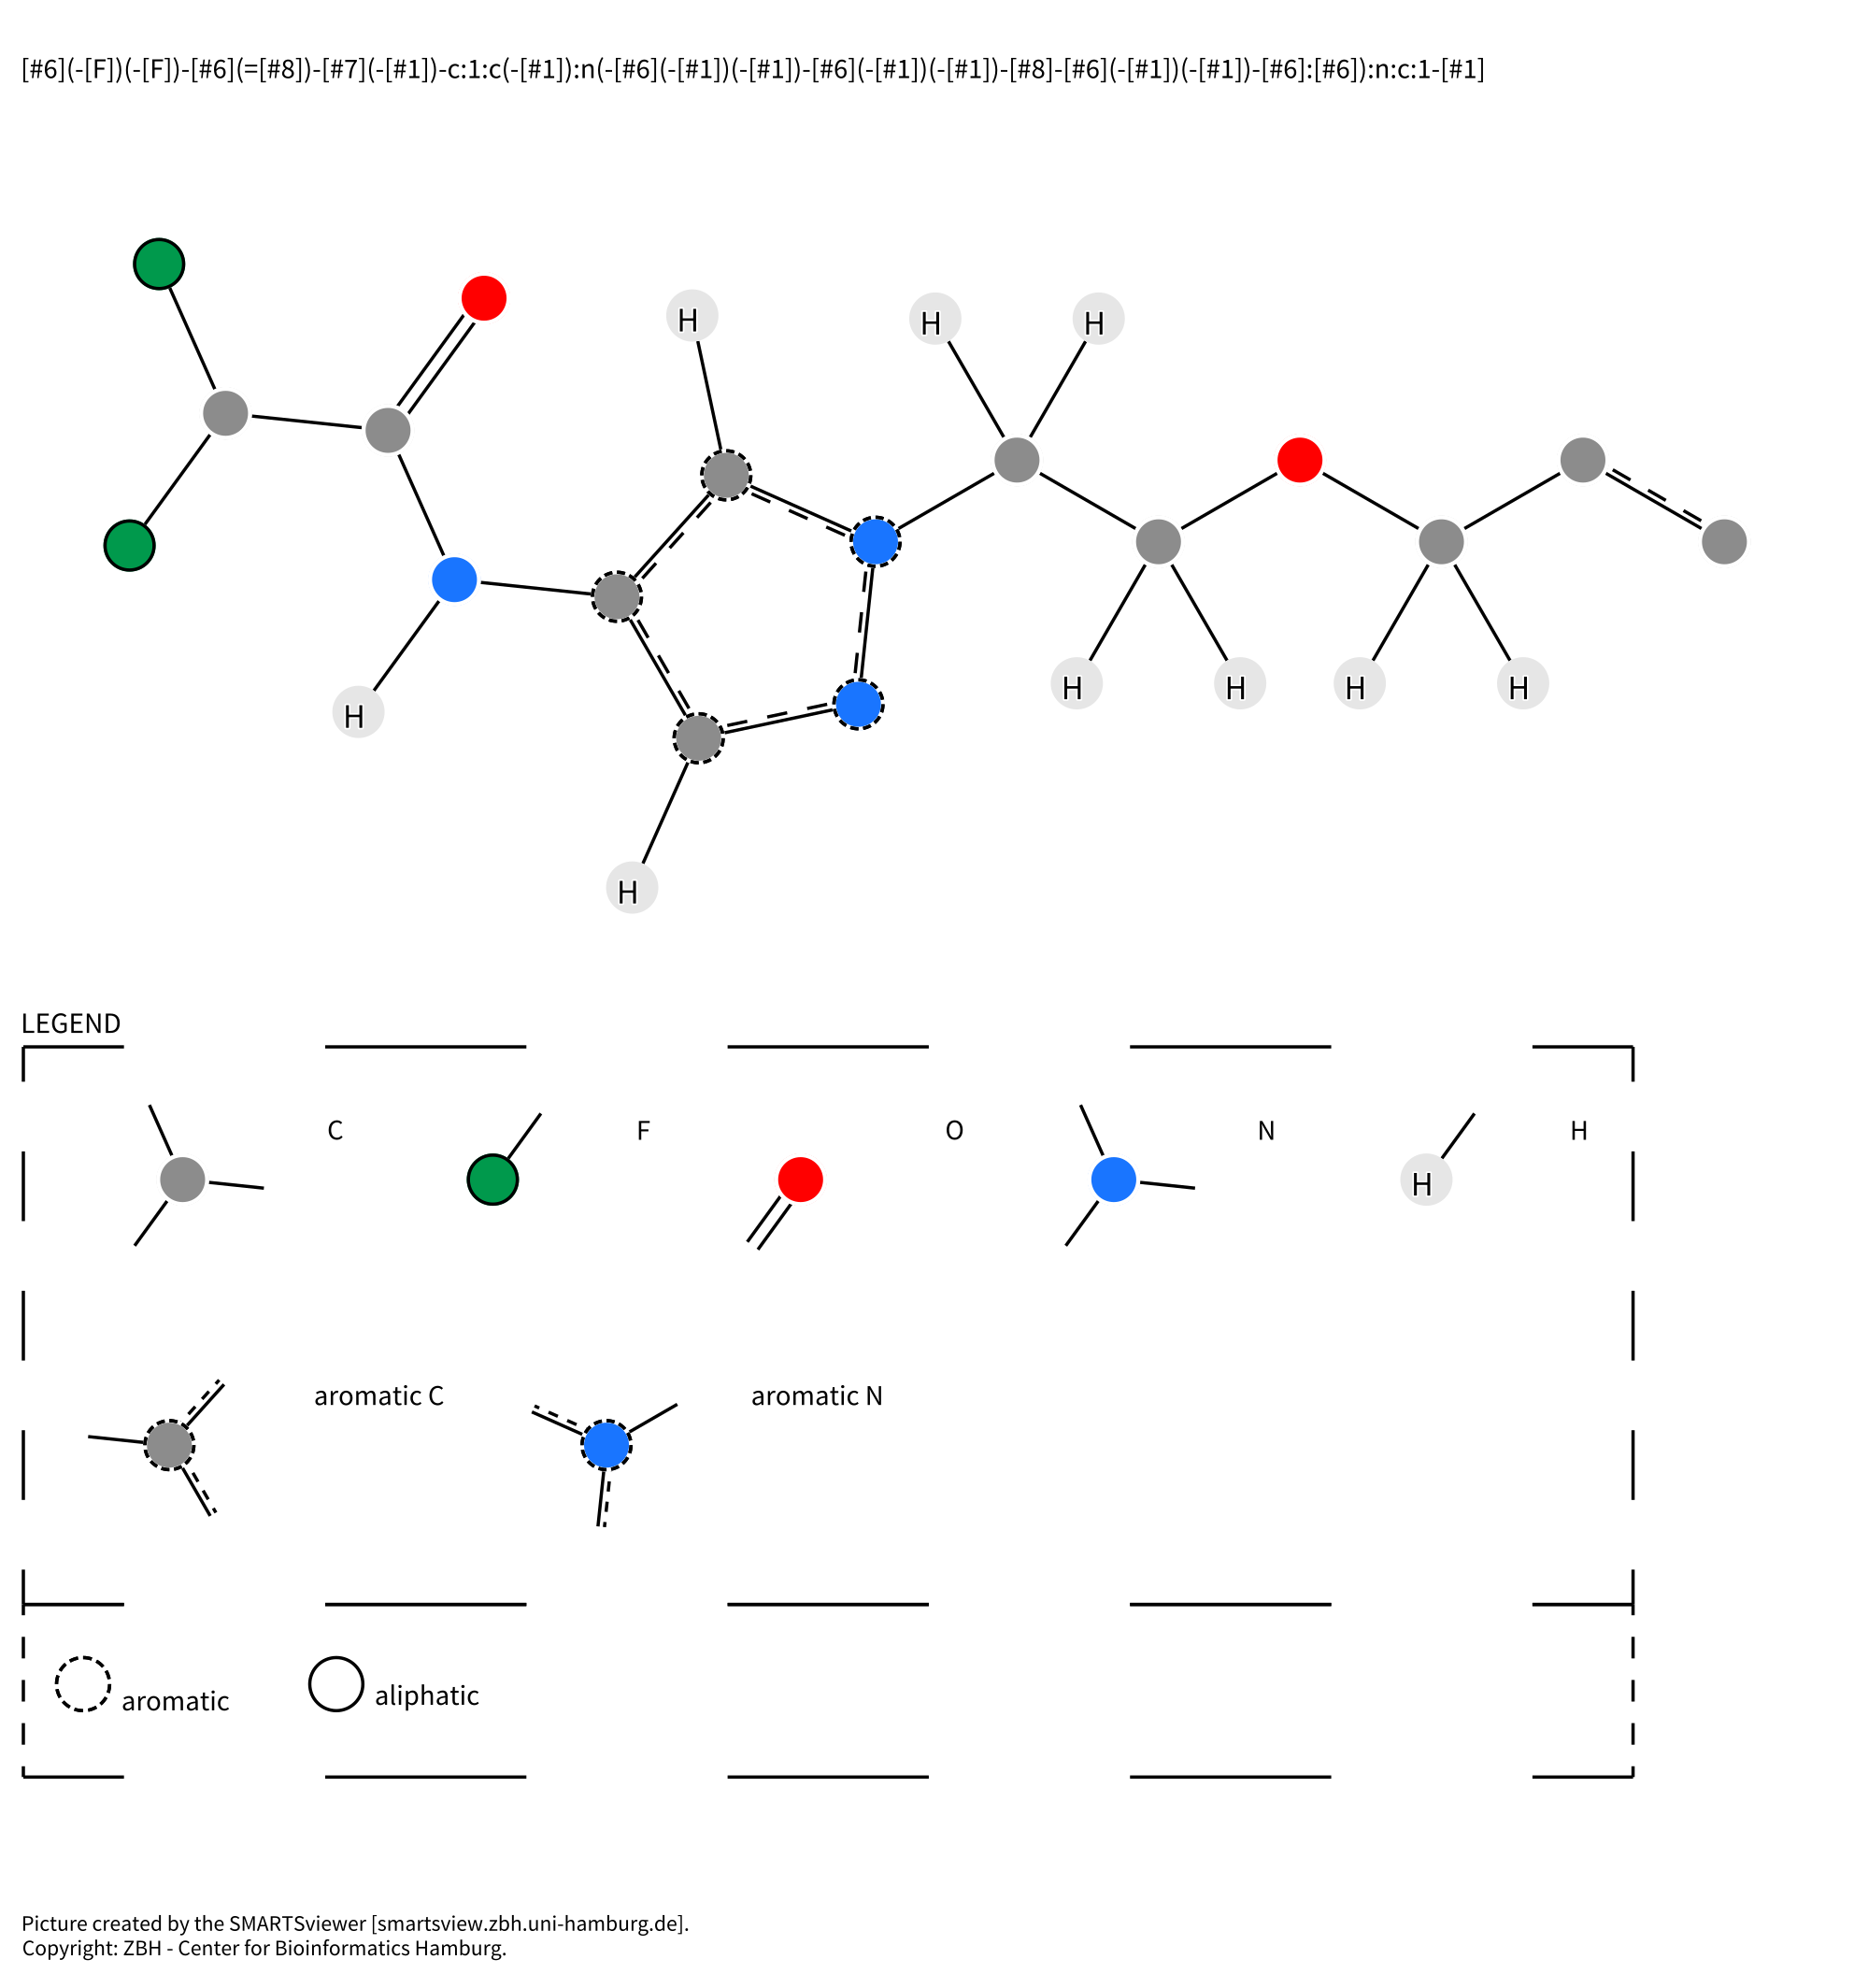 [#6](-[F])(-[F])-[#6](=[#8])-[#7](-[#1])-c:1:c(-[#1]):n(-[#6](-[#1])(-[#1])-[#6](-[#1])(-[#1])-[#8]-[#6](-[#1])(-[#1])-[#6]:[#6]):n:c:1-[#1]
H H H
H H H H
H
H
LEGEND
C F O N H
H
aromatic C aromatic N
aromatic aliphatic
Picture created by the SMARTSviewer [smartsview.zbh.uni-hamburg.de].
Copyright: ZBH - Center for Bioinformatics Hamburg.